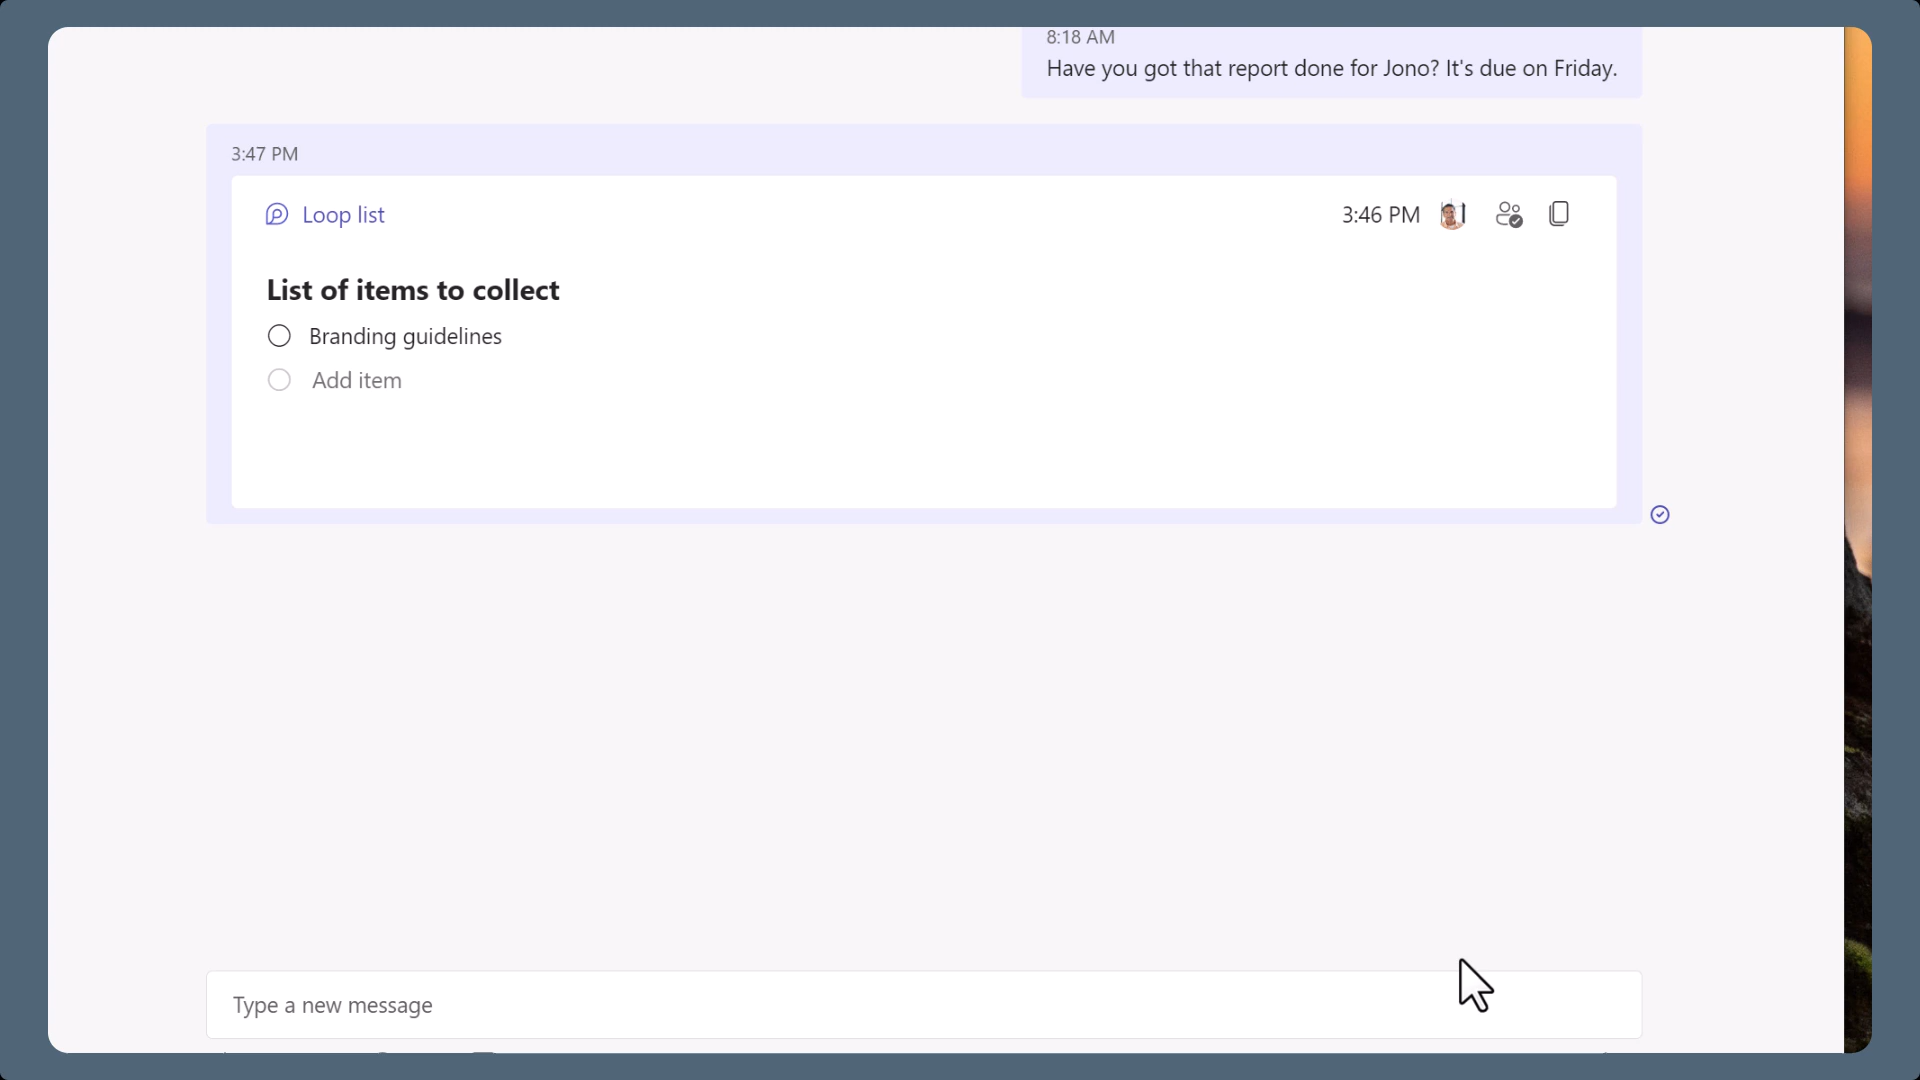 8:18 AM
Have you got that report done for Jono? It's due on Friday.
3:47 PM
Loop list
3:46 PM
List of items to collect
Branding guidelines
Add item
Type a new message